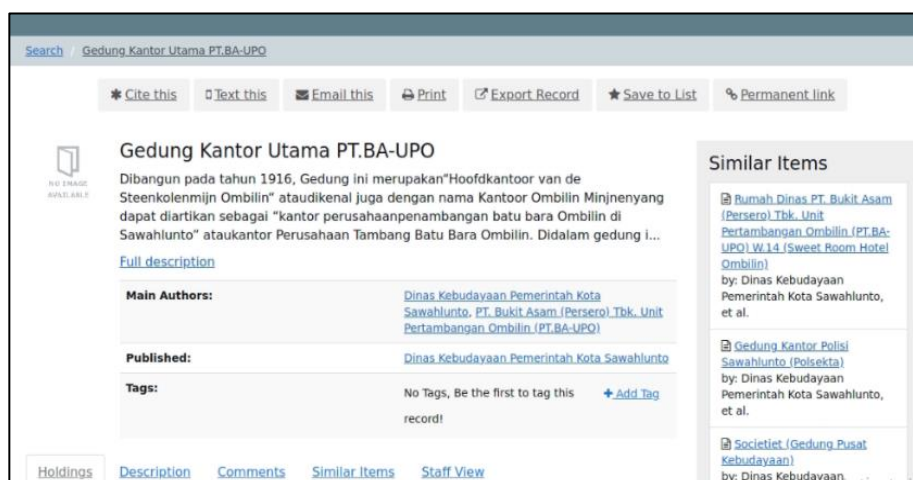 Search / Gedung Kantor Utama PT.BA-UPO
Cite this Text this Email this Print Export Record Save to List Permanent link
NO IMAGE
AVAILABLE
Gedung Kantor Utama PT.BA-UPO
Dibangun pada tahun 1916, Gedung ini merupakan"Hoofdkantoor van de
Steenkolenmijn Ombilin" ataudikenal juga dengan nama Kantoor Ombilin Minjnenyang
dapat diartikan sebagai "kantor perusahaanpenambangan batu bara Ombilin di
Sawahlunto" ataukantor Perusahaan Tambang Batu Bara Ombilin. Didalam gedung i...
Full description
Main Authors: Dinas Kebudayaan Pemerintah Kota
Sawahlunto, PT. Bukit Asam (Persero) Tbk. Unit
Pertambangan Ombilin (PT.BA-UPO)
Published: Dinas Kebudayaan Pemerintah Kota Sawahlunto
Tags: No Tags, Be the first to tag this
record!
Add Tag
Holdings Description Comments Similar Items Staff View
Similar Items
Rumah Dinas PT. Bukit Asam
(Persero) Tbk. Unit
Pertambangan Ombilin (PT.BA-
UPO) W.14 (Sweet Room Hotel
Ombilin)
by: Dinas Kebudayaan
Pemerintah Kota Sawahlunto,
et al.
Gedung Kantor Polisi
Sawahlunto (Polsekta)
by: Dinas Kebudayaan
Pemerintah Kota Sawahlunto,
et al.
Societiet (Gedung Pusat
Kebudayaan)
by: Dinas Kebudayaan